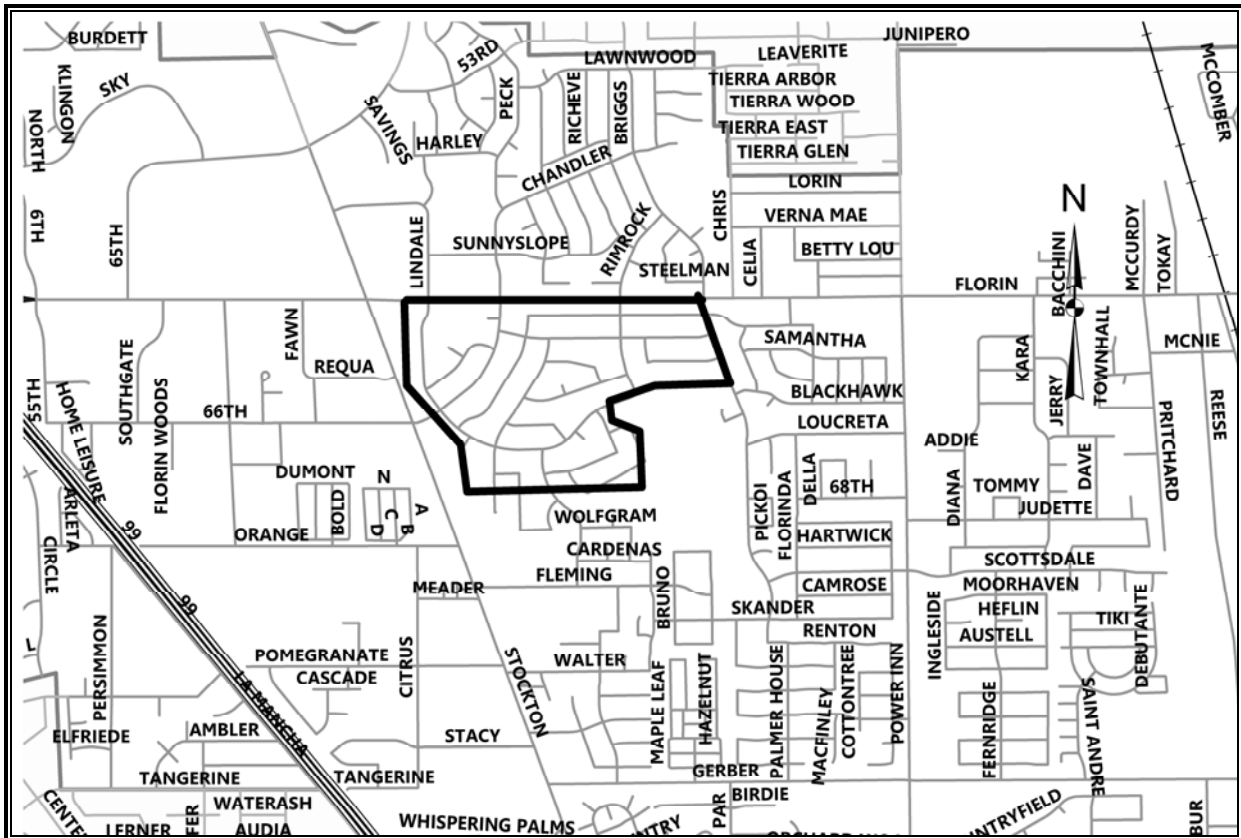 BURDETT
KLINGON
SKY
NORTH
6TH
65TH
53RD
PECK
SAVINGS
HARLEY
LAWNWOOD
RICHEVE
BRIGGS
CHANDLER
LEAVERITE
TIERRA ARBOR
TIERRA WOOD
TIERRA EAST
TIERRA GLEN
LORIN
JUNIPERO
MCCOMBER
CHRIS
VERNA MAE
BETTY LOU
CELIA
LINDALE
SUNNYSLOPE
RIMROCK
STEELMAN
FLORIN
N
BACCHINI
MCCURDY
TOKAY
55TH
HOME LEISURE
SOUTHGATE
FLORIN WOODS
FAWN
REQUA
66TH
SAMANTHA
BLACKHAWK
LOUCRETA
KARA
JERRY
TOWNHALL
MCNIE
PRITCHARD
REESE
ADDIE
DIANA
DAVE
TOMMY
JUDETTE
ARLETA
CIRCLE
99
99
DUMONT
BOLD
N
C
D
A
B
ORANGE
WOLFGRAM
CARDENAS
FLEMING
MEADER
BRUNO
PICKOI
FLORINDA
DELLA
68TH
HARTWICK
CAMROSE
SKANDER
RENTON
SCOTTSDALE
MOORHAVEN
HEFLIN
AUSTELL
INGLESIDE
TIKI
DEBUTANTE
L
PERSIMMON
POMEGRANATE
CASCADE
CITRUS
STOCKTON
WALTER
MAPLE LEAF
HAZELNUT
PALMER HOUSE
MACFINLEY
COTTONTREE
POWER INN
FERNRIDGE
SAINT ANDRE
ELFRIEDE
AMBLER
LA MANCHA
STACY
TANGERINE
TANGERINE
GERBER
BIRDIE
PAR
CENTE
LERNER
FER
WATERASH
AUDIA
WHISPERING PALMS
NTRY
NTRYFIELD
BUR